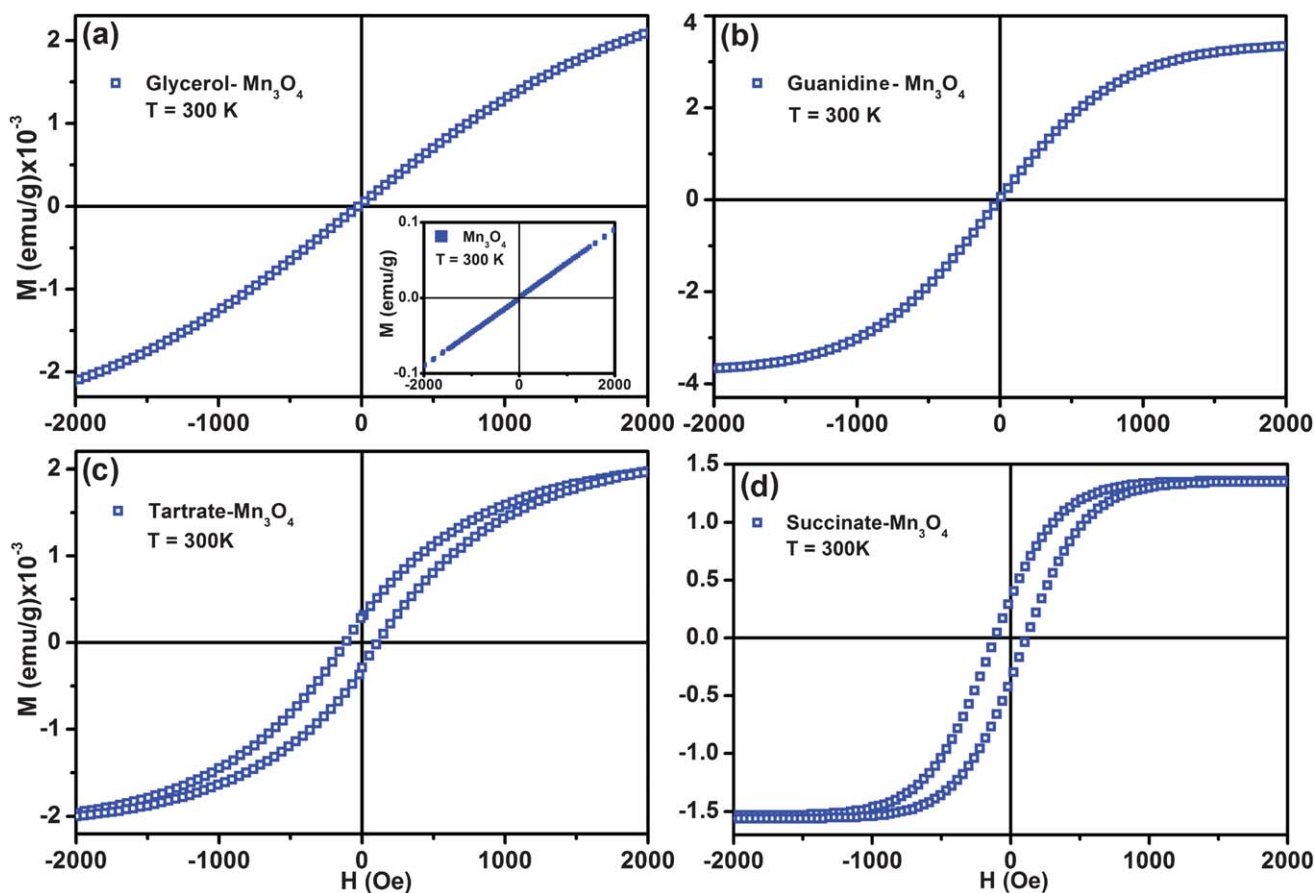 (a)
Glycerol- Mn₃O₄
T = 300 K
M (emu/g)x10⁻³
2
1
0
-1
-2
-2000
-1000
0
1000
2000
Mn₃O₄
T = 300 K
M (emu/g)
0.1
0.0
-0.1
-2000
0
2000
(b)
Guanidine - Mn₃O₄
T = 300 K
4
2
0
-2
-4
-2000
-1000
0
1000
2000
(c)
Tartrate-Mn₃O₄
T = 300K
M (emu/g)x10⁻³
2
1
0
-1
-2
-2000
-1000
0
1000
2000
H (Oe)
(d)
Succinate-Mn₃O₄
T = 300K
1.5
1.0
0.5
0.0
-0.5
-1.0
-1.5
-2000
-1000
0
1000
2000
H (Oe)